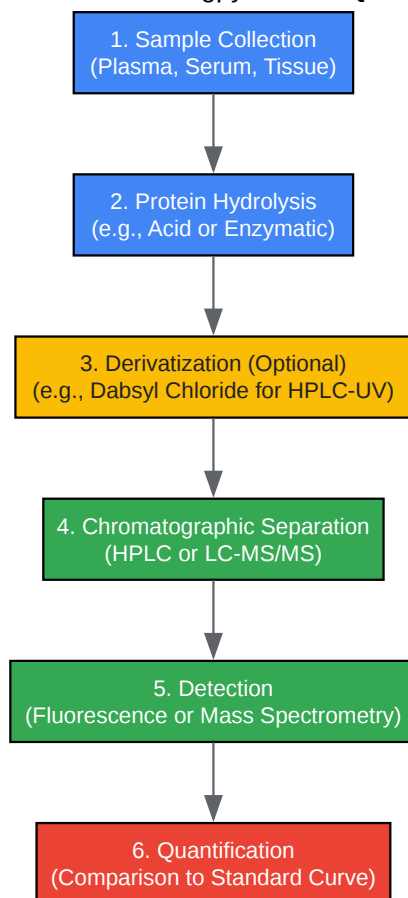 1. Sample Collection
(Plasma, Serum, Tissue)
2. Protein Hydrolysis
(e.g., Acid or Enzymatic)
3. Derivatization (Optional)
(e.g., Dabsyl Chloride for HPLC-UV)
4. Chromatographic Separation
(HPLC or LC-MS/MS)
5. Detection
(Fluorescence or Mass Spectrometry)
6. Quantification
(Comparison to Standard Curve)